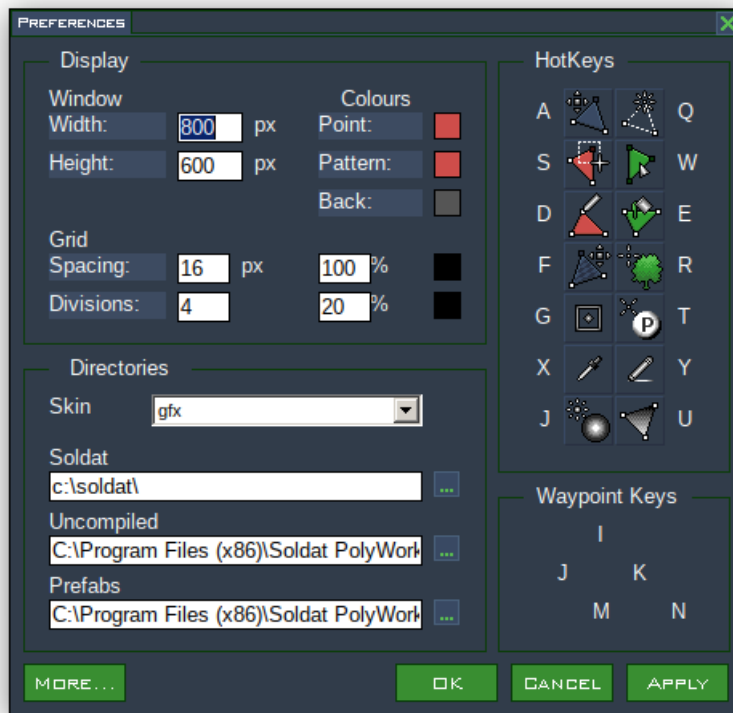 PREFERENCES
Display
Window
Colours
Width: 800 px
Point:
Height: 600 px
Pattern:
Back:
Grid
Spacing: 16 px 100 %
Divisions: 4 20 %
Directories
Skin gfx
Soldat
c:\soldat\
...
Uncompiled
C:\Program Files (x86)\Soldat PolyWork
...
Prefabs
C:\Program Files (x86)\Soldat PolyWork
...
HotKeys
A Q
S W
D E
F R
G P T
X Y
J U
Waypoint Keys
I
J K
M N
MORE...
OK
CANCEL
APPLY